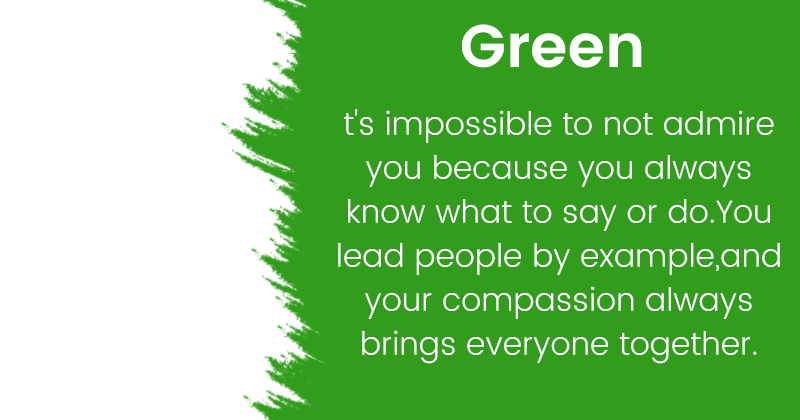 Green
t's impossible to not admire
you because you always
know what to say or do.You
lead people by example,and
your compassion always
brings everyone together.